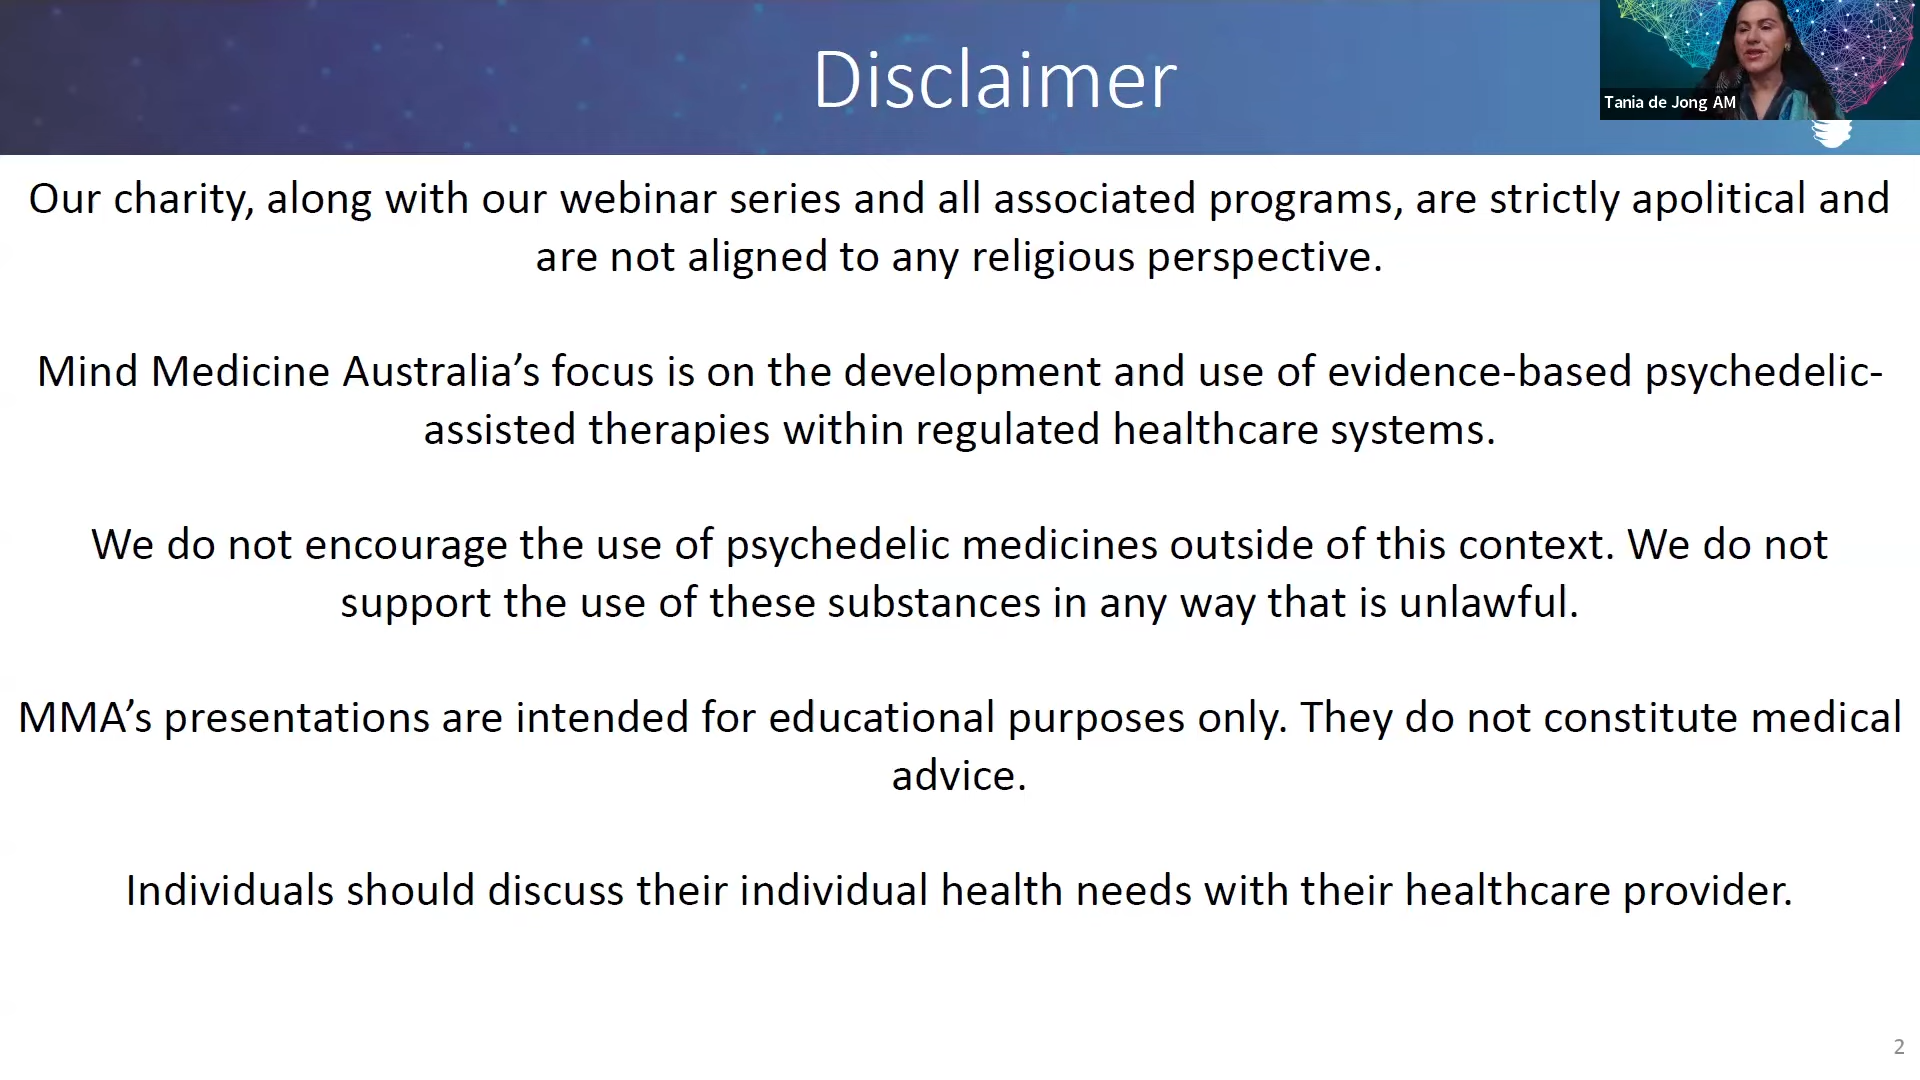 Disclaimer
Tania de Jong AM
Our charity, along with our webinar series and all associated programs, are strictly apolitical and
are not aligned to any religious perspective.
Mind Medicine Australia’s focus is on the development and use of evidence-based psychedelic-
assisted therapies within regulated healthcare systems.
We do not encourage the use of psychedelic medicines outside of this context. We do not
support the use of these substances in any way that is unlawful.
MMA’s presentations are intended for educational purposes only. They do not constitute medical
advice.
Individuals should discuss their individual health needs with their healthcare provider.
2